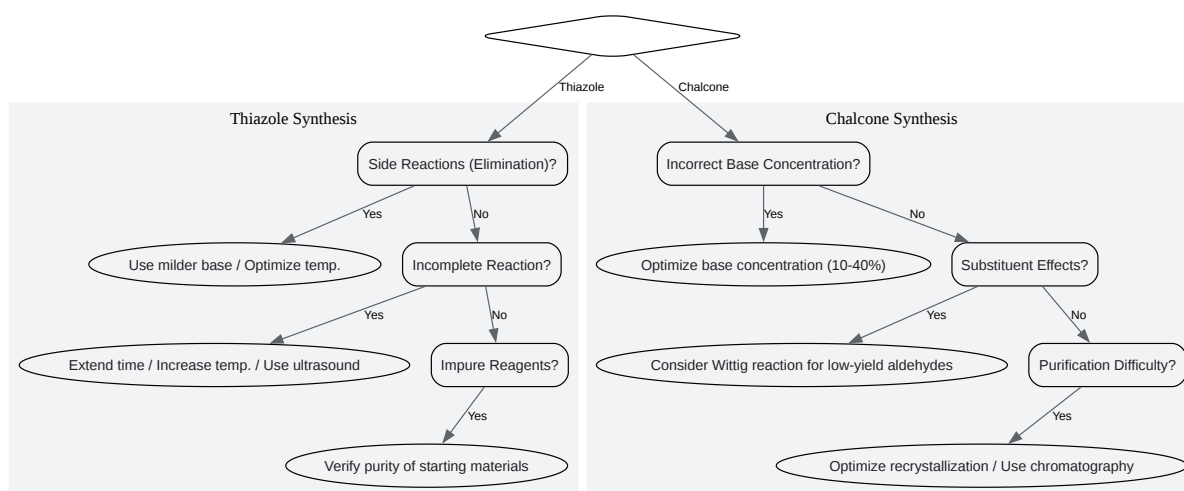 Thiazole
Chalcone
Thiazole Synthesis
Chalcone Synthesis
Side Reactions (Elimination)?
Incorrect Base Concentration?
Yes
No
Yes
No
Use milder base / Optimize temp.
Incomplete Reaction?
Optimize base concentration (10-40%)
Substituent Effects?
Yes
No
Yes
No
Extend time / Increase temp. / Use ultrasound
Impure Reagents?
Consider Wittig reaction for low-yield aldehydes
Purification Difficulty?
Yes
Yes
Verify purity of starting materials
Optimize recrystallization / Use chromatography